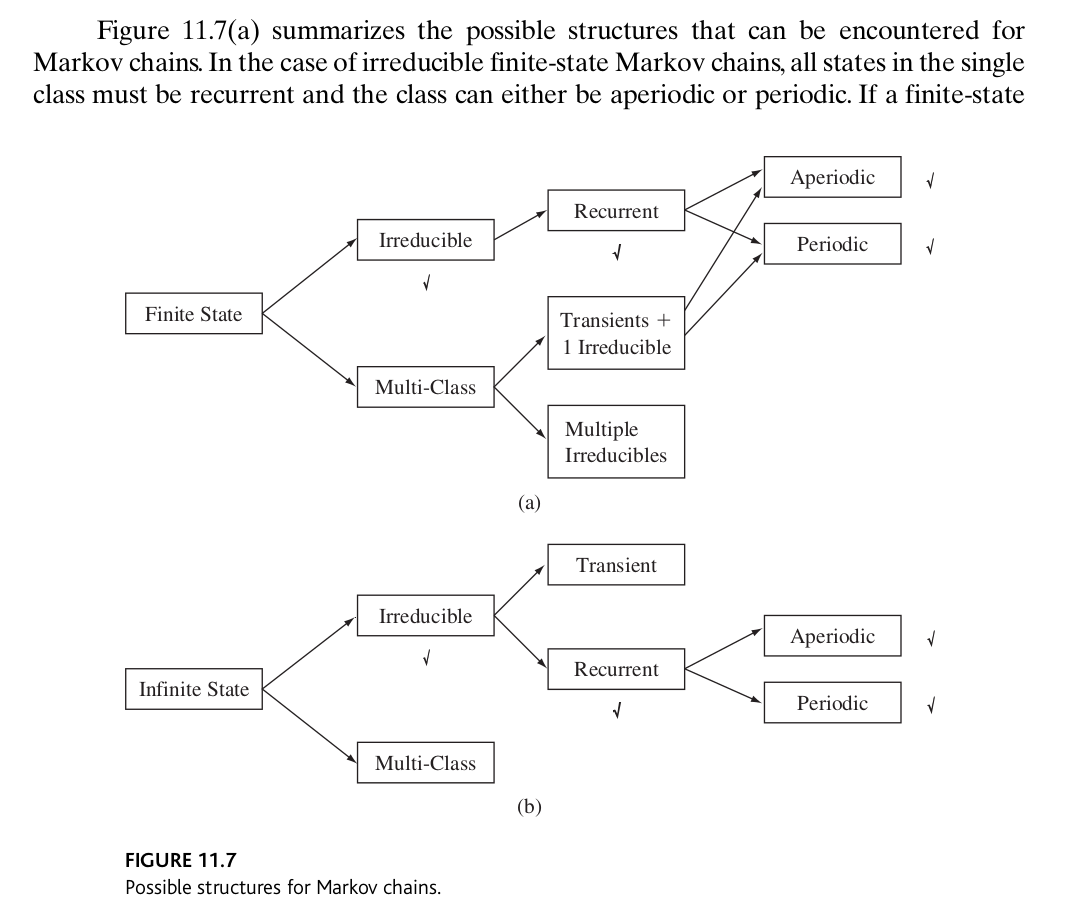 Figure 11.7(a) summarizes the possible structures that can be encountered for
Markov chains. In the case of irreducible finite-state Markov chains, all states in the single
class must be recurrent and the class can either be aperiodic or periodic. If a finite-state
Aperiodic √
Recurrent
√
Periodic √
Irreducible
√
Finite State
Transients +
1 Irreducible
Multi-Class
Multiple
Irreducibles
(a)
Transient
Irreducible
√
Aperiodic √
Recurrent
√
Infinite State
Periodic √
Multi-Class
(b)
FIGURE 11.7
Possible structures for Markov chains.